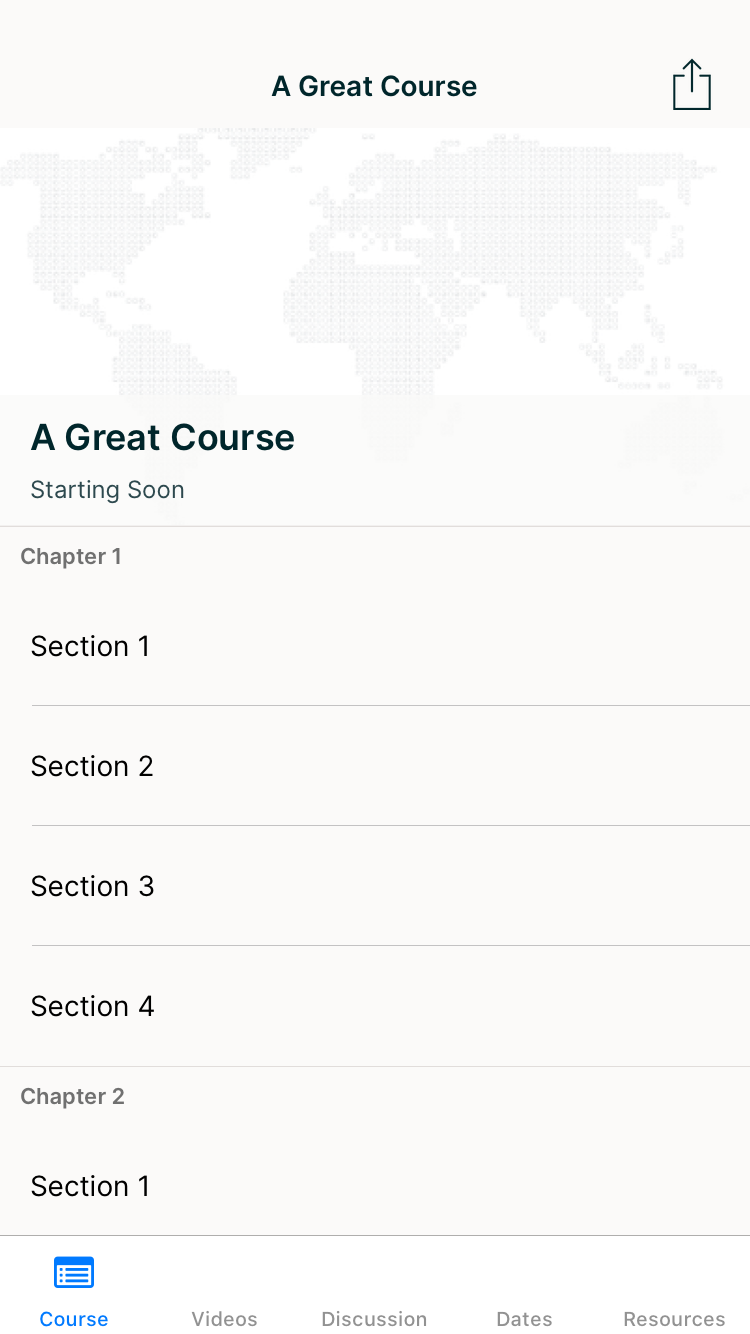 A Great Course
A Great Course
Starting Soon
Chapter 1
Section 1
Section 2
Section 3
Section 4
Chapter 2
Section 1
Course Videos Discussion Dates Resources